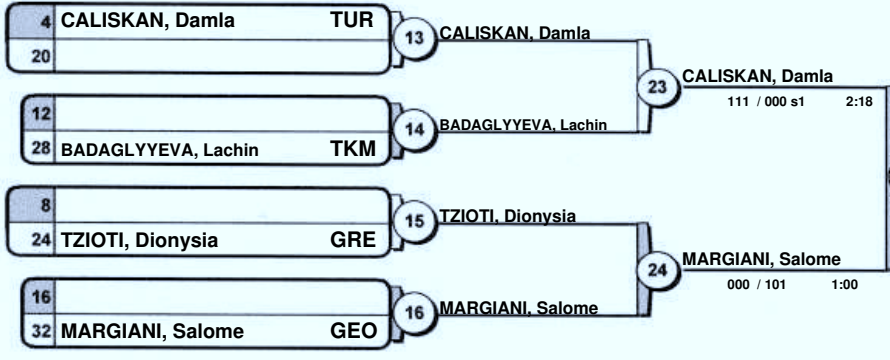 4 CALISKAN, Damla TUR
20
13 CALISKAN, Damla
12
28 BADAGLYYEVA, Lachin TKM
14 BADAGLYYEVA, Lachin
23 CALISKAN, Damla
111 / 000 s1 2:18
8
24 TZIOTI, Dionysia GRE
15 TZIOTI, Dionysia
16
32 MARGIANI, Salome GEO
16 MARGIANI, Salome
24 MARGIANI, Salome
000 / 101 1:00